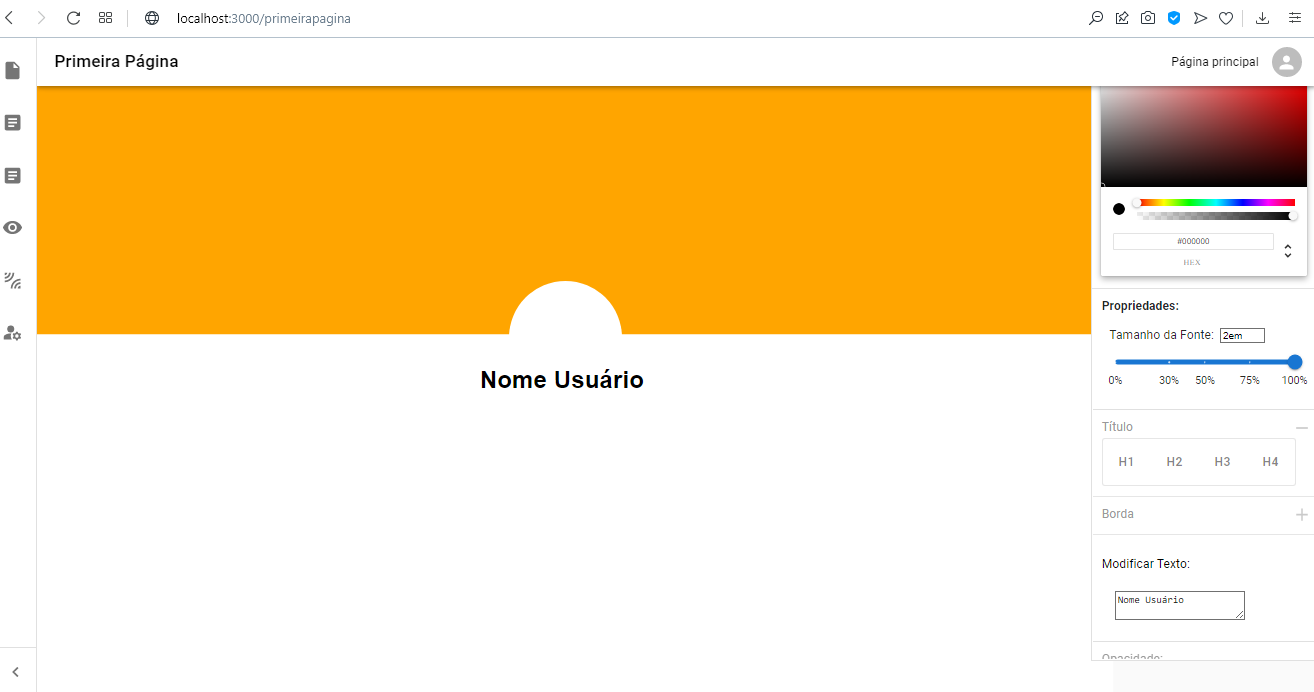 localhost:3000/primeirapagina
Primeira Página
Página principal
#000000
HEX
Propriedades:
Tamanho da Fonte: 2em
0% 30% 50% 75% 100%
Nome Usuário
Título
H1 H2 H3 H4
Borda
Modificar Texto:
Nome Usuário
Opacidade: